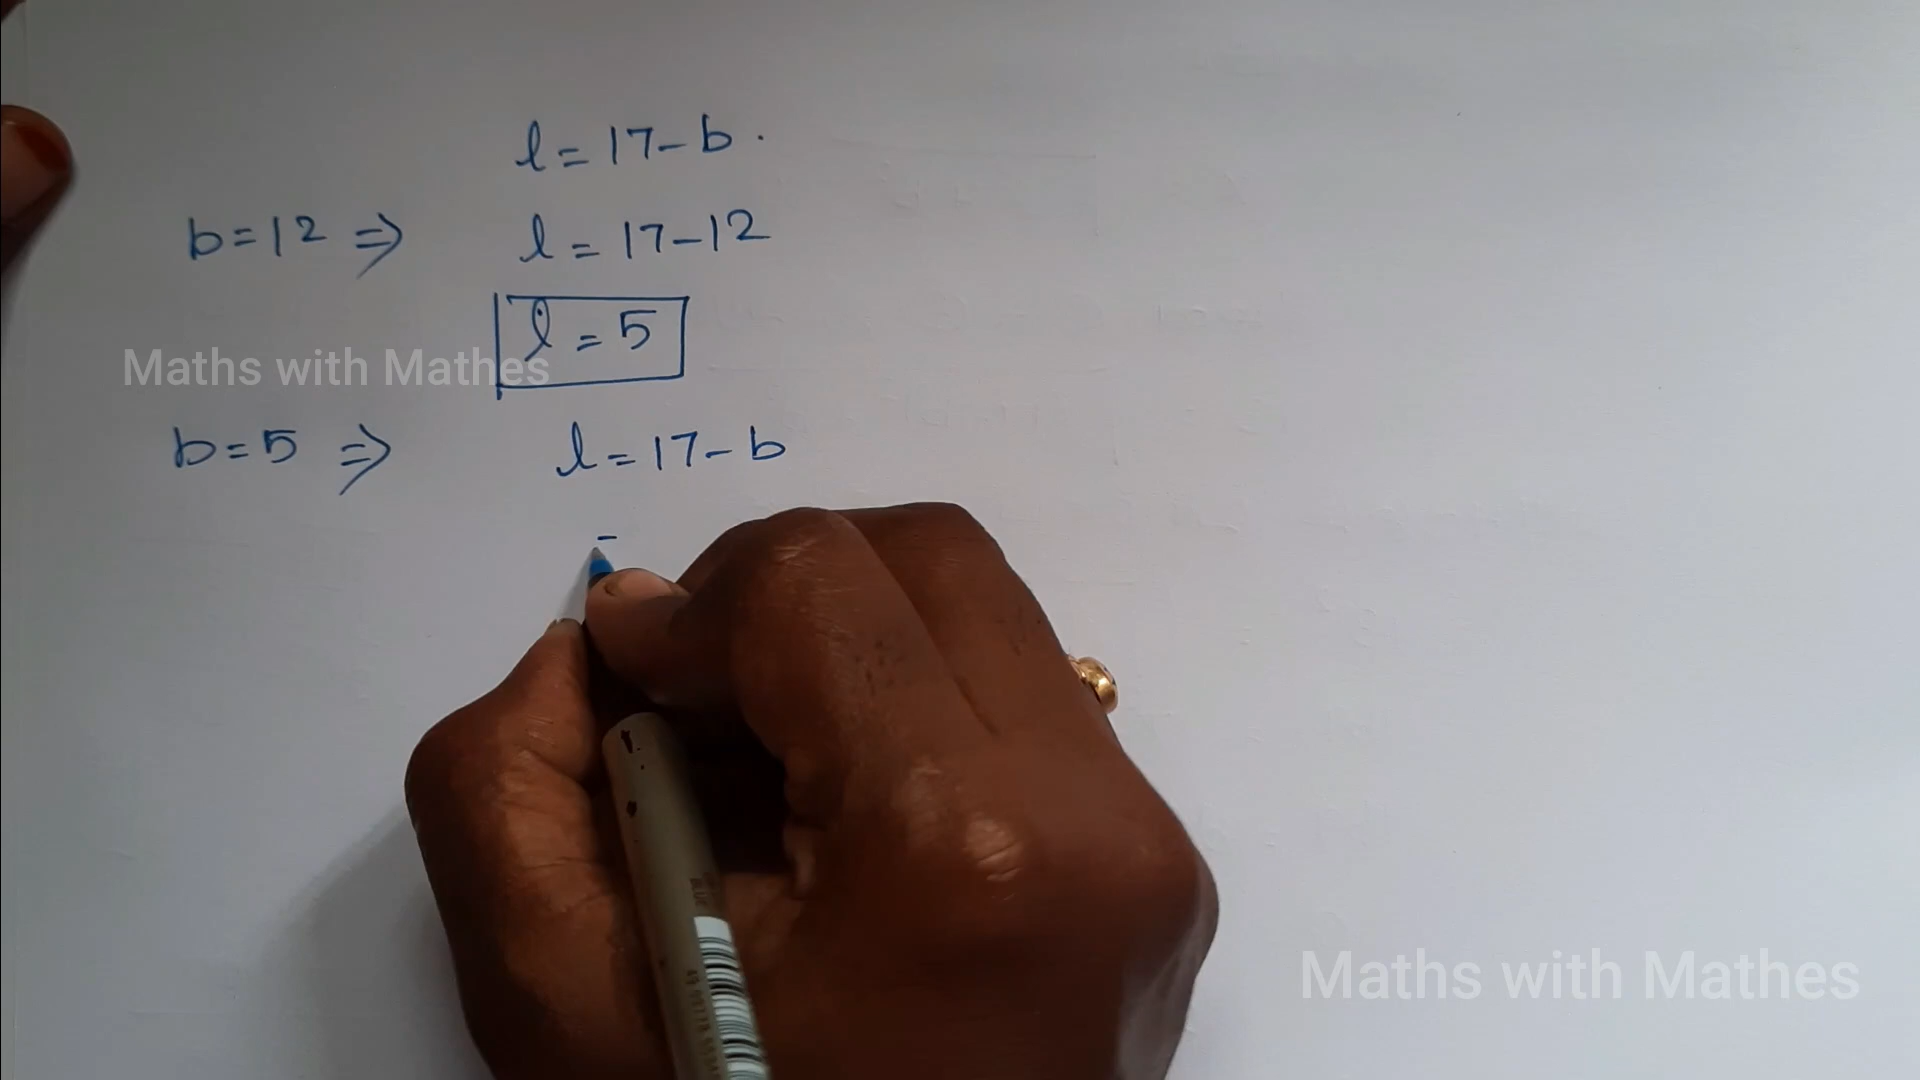 l = 17 - b.
b = 12 ⇒ l = 17 - 12
l = 5
Maths with Mathes
b = 5 ⇒ l = 17 - b
=
Maths with Mathes